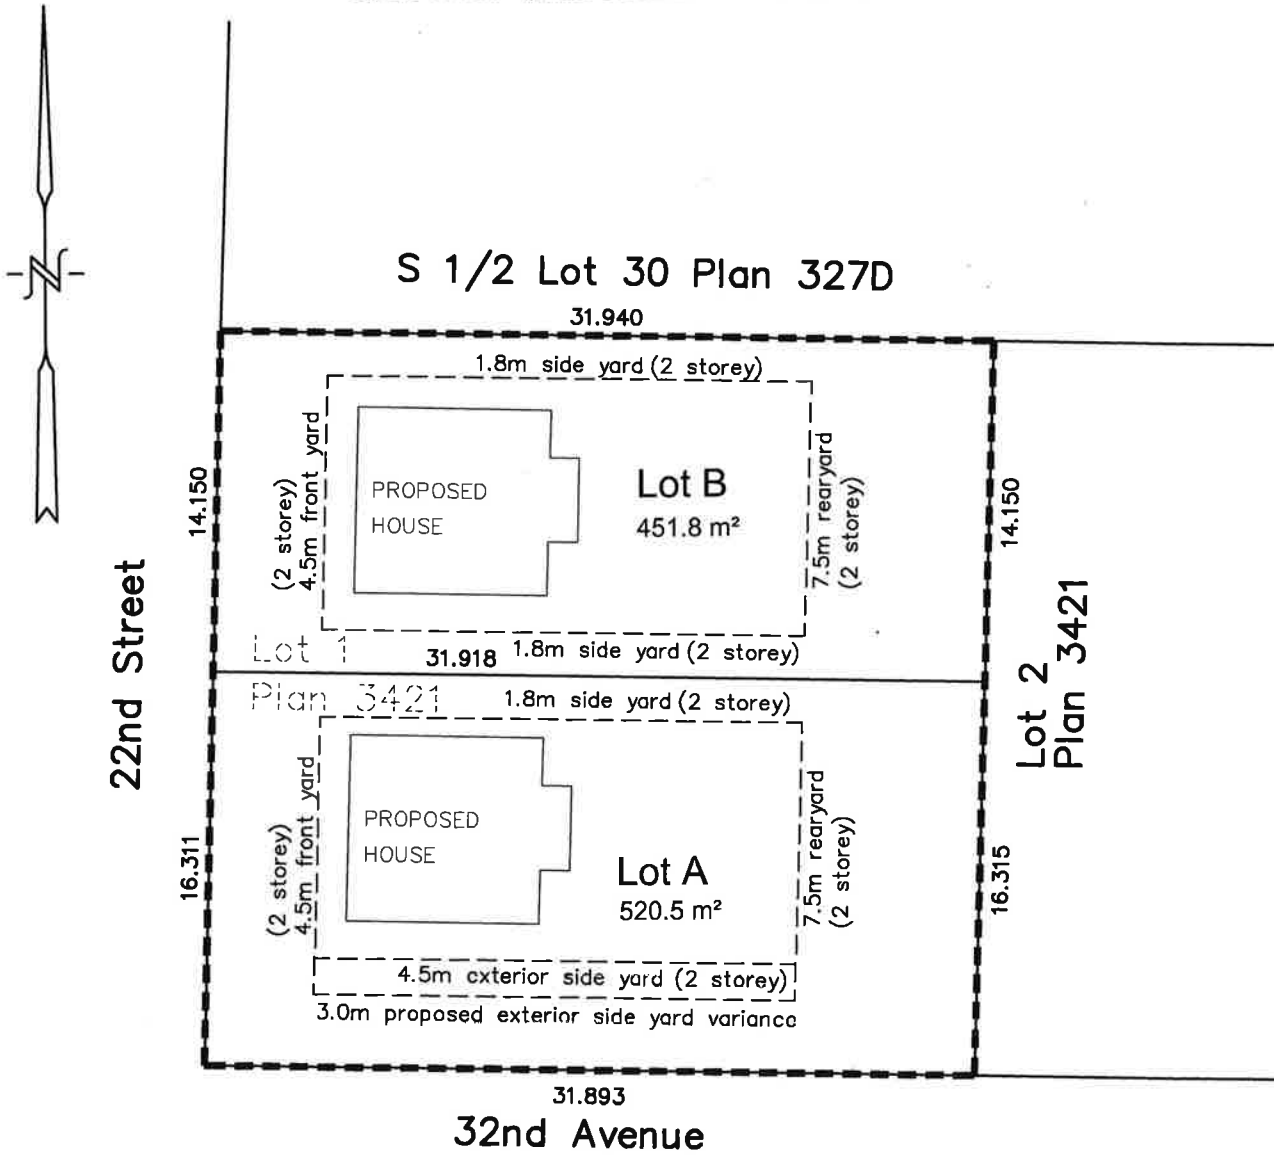 N
S 1/2 Lot 30 Plan 327D
31.940
1.8m side yard (2 storey)
14.150
(2 storey)
4.5m front yard
PROPOSED
HOUSE
Lot B
451.8 m²
7.5m rearyard
(2 storey)
14.150
22nd Street
Lot 1
31.918
1.8m side yard (2 storey)
Plan 3421
1.8m side yard (2 storey)
Lot 2
Plan 3421
16.311
(2 storey)
4.5m front yard
PROPOSED
HOUSE
Lot A
520.5 m²
7.5m rearyard
(2 storey)
16.315
4.5m exterior side yard (2 storey)
3.0m proposed exterior side yard variance
31.893
32nd Avenue